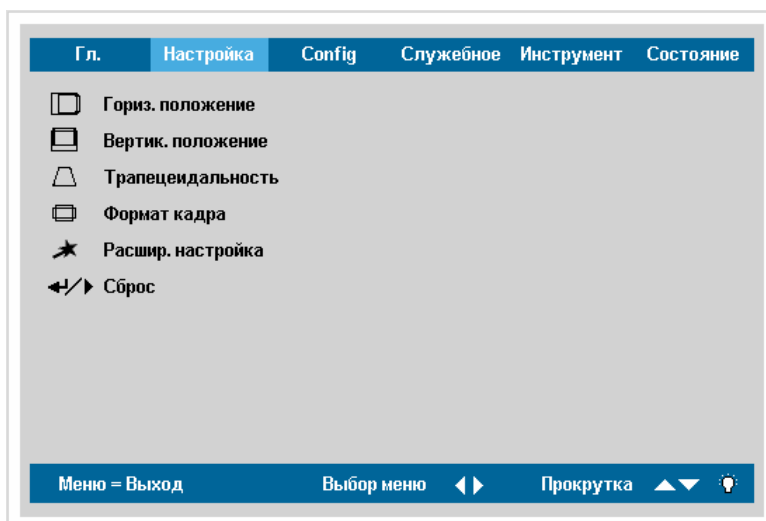 Гл. Настройка Config Служебное Инструмент Состояние
Гориз. положение
Вертик. положение
Трапецеидальность
Формат кадра
Расшир. настройка
Сброс
Меню = Выход Выбор меню Прокрутка